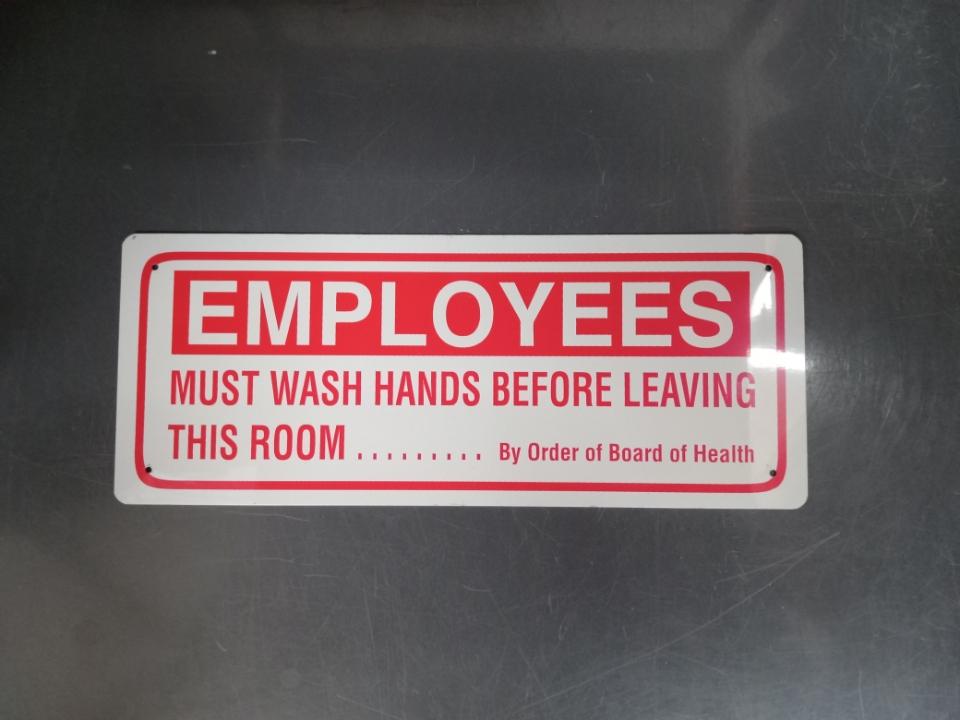 EMPLOYEES
MUST WASH HANDS BEFORE LEAVING
THIS ROOM ......... By Order of Board of Health